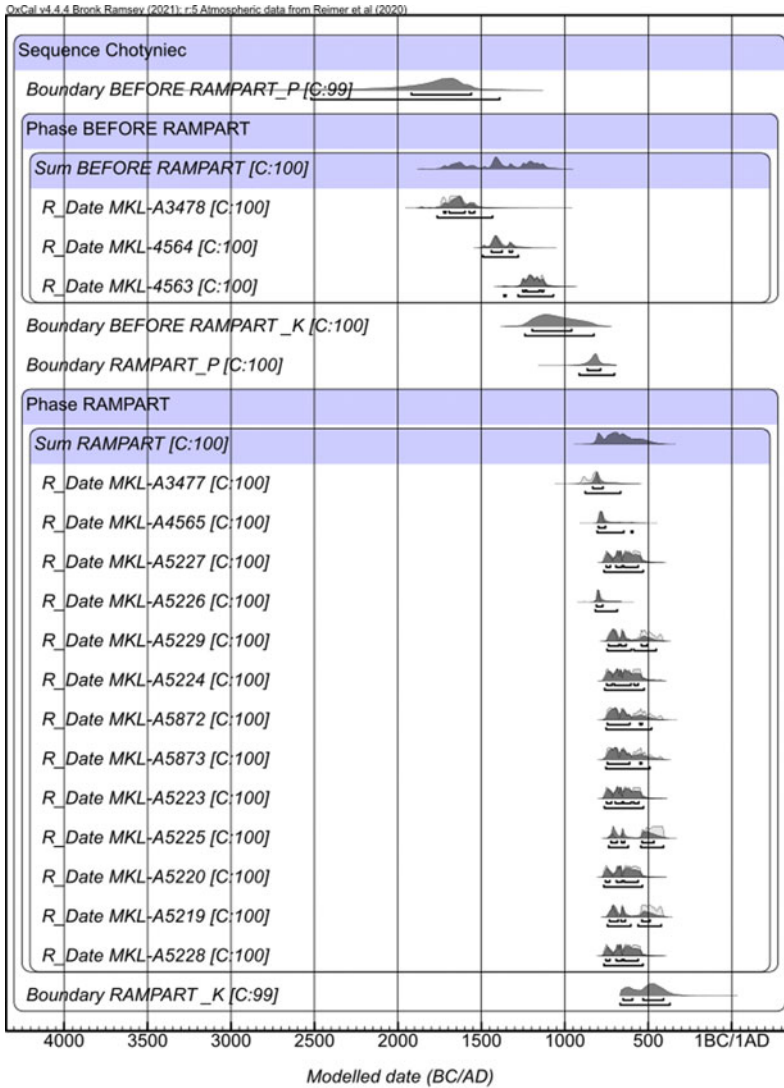 OxCal v4.4.4 Bronk Ramsey (2021); r:5 Atmospheric data from Reimer et al (2020)
Sequence Chotyniec
Boundary BEFORE RAMPART_P [C:99]
Phase BEFORE RAMPART
Sum BEFORE RAMPART [C:100]
R_Date MKL-A3478 [C:100]
R_Date MKL-4564 [C:100]
R_Date MKL-4563 [C:100]
Boundary BEFORE RAMPART _K [C:100]
Boundary RAMPART_P [C:100]
Phase RAMPART
Sum RAMPART [C:100]
R_Date MKL-A3477 [C:100]
R_Date MKL-A4565 [C:100]
R_Date MKL-A5227 [C:100]
R_Date MKL-A5226 [C:100]
R_Date MKL-A5229 [C:100]
R_Date MKL-A5224 [C:100]
R_Date MKL-A5872 [C:100]
R_Date MKL-A5873 [C:100]
R_Date MKL-A5223 [C:100]
R_Date MKL-A5225 [C:100]
R_Date MKL-A5220 [C:100]
R_Date MKL-A5219 [C:100]
R_Date MKL-A5228 [C:100]
Boundary RAMPART _K [C:99]
4000 3500 3000 2500 2000 1500 1000 500 1BC/1AD
Modelled date (BC/AD)